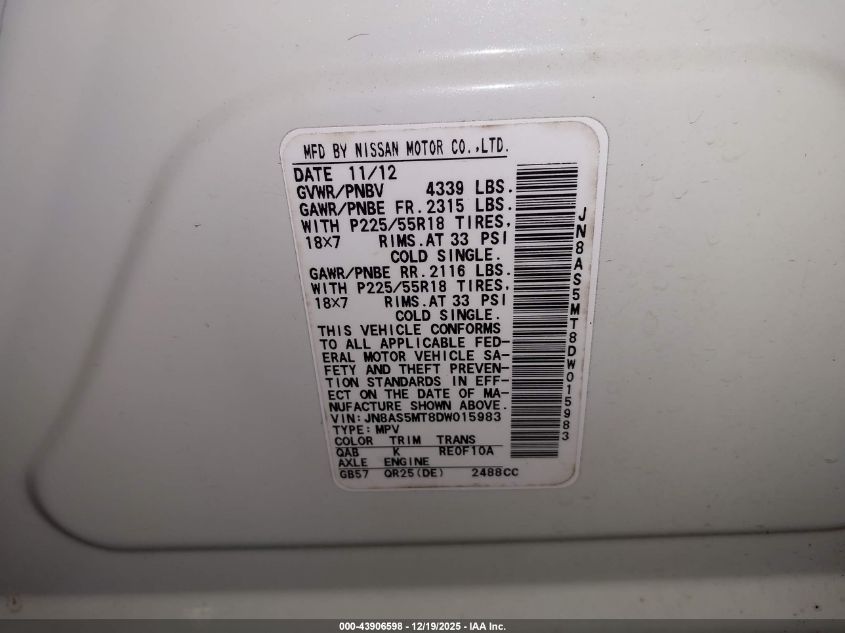 MFD BY NISSAN MOTOR CO.,LTD.
DATE 11/12
GVWR/PNBV 4339 LBS.
GAWR/PNBE FR.2315 LBS.
WITH P225/55R18 TIRES,
18X7 RIMS.AT 33 PSI
COLD SINGLE.
GAWR/PNBE RR.2116 LBS.
WITH P225/55R18 TIRES,
18X7 RIMS.AT 33 PSI
COLD SINGLE.
THIS VEHICLE CONFORMS
TO ALL APPLICABLE FED-
ERAL MOTOR VEHICLE SA-
FETY AND THEFT PREVEN-
TION STANDARDS IN EFF-
ECT ON THE DATE OF MA-
NUFACTURE SHOWN ABOVE.
VIN:JN8AS5MT8DW015983
TYPE:MPV
COLOR TRIM TRANS
QAB K RE0F10A
AXLE ENGINE
GB57 QR25(DE) 2488CC
JN8AS5MT8DW015983
000-43906598 - 12/19/2025 - IAA Inc.